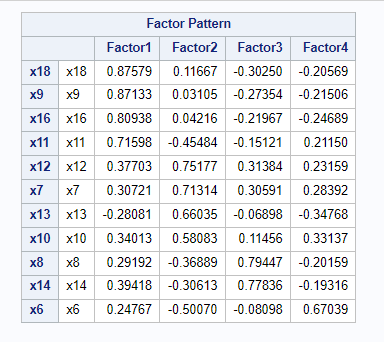 Factor Pattern
Factor1 Factor2 Factor3 Factor4
x18 x18 0.87579 0.11667 -0.30250 -0.20569
x9 x9 0.87133 0.03105 -0.27354 -0.21506
x16 x16 0.80938 0.04216 -0.21967 -0.24689
x11 x11 0.71598 -0.45484 -0.15121 0.21150
x12 x12 0.37703 0.75177 0.31384 0.23159
x7 x7 0.30721 0.71314 0.30591 0.28392
x13 x13 -0.28081 0.66035 -0.06898 -0.34768
x10 x10 0.34013 0.58083 0.11456 0.33137
x8 x8 0.29192 -0.36889 0.79447 -0.20159
x14 x14 0.39418 -0.30613 0.77836 -0.19316
x6 x6 0.24767 -0.50070 -0.08098 0.67039